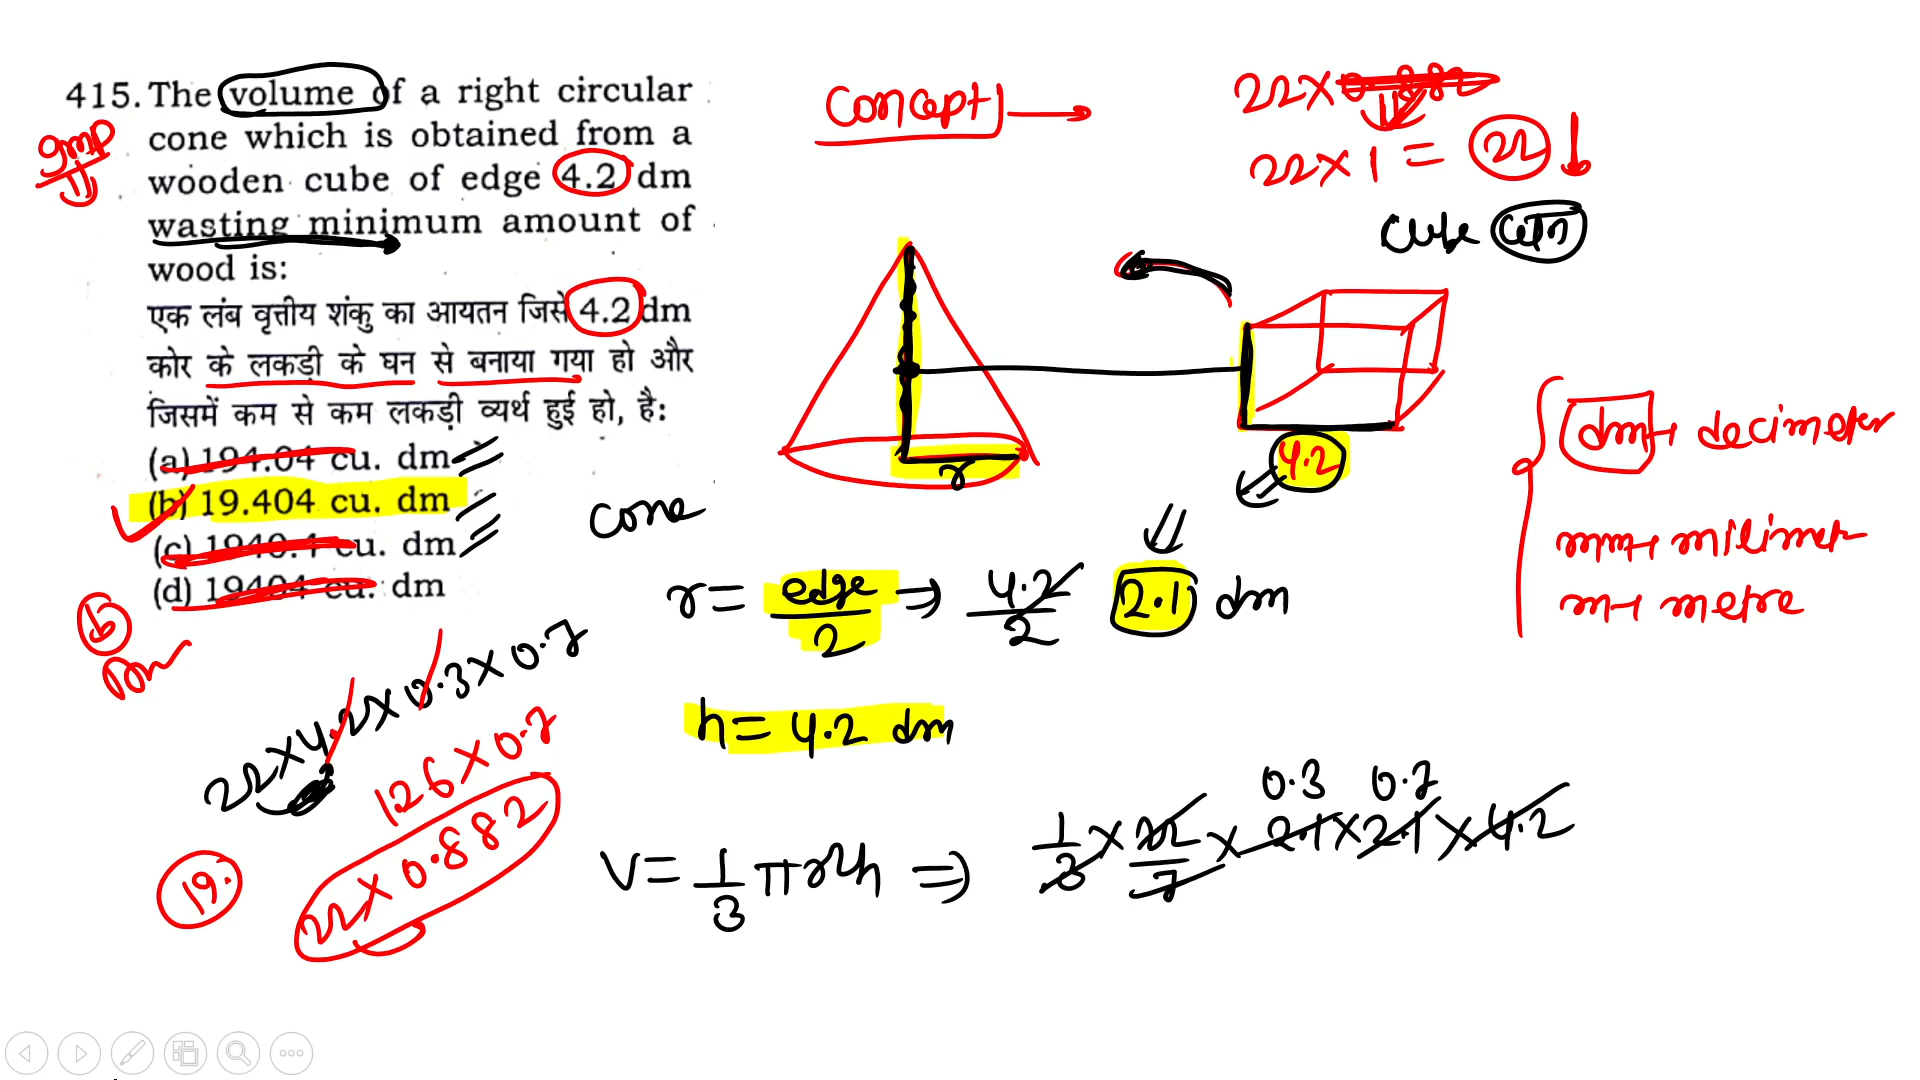 415. The volume of a right circular
cone which is obtained from a
wooden cube of edge 4.2 dm
wasting minimum amount of
wood is:
एक लंब वृत्तीय शंकु का आयतन जिसे 4.2 dm
कोर के लकड़ी के घन से बनाया गया हो और
जिसमें कम से कम लकड़ी व्यर्थ हुई हो, है:
(a) 194.04 cu. dm
(b) 19.404 cu. dm
(c) 1940.4 cu. dm
(d) 19404 cu. dm
Imp
(b)
Concept →
22×0.882
22×1 = 22 ↓
cube
4.2
r
dm → decimeter
mm → milimet
m → metre
cone
r = edge/2 ⇒ 4.2/2 2.1 dm
h = 4.2 dm
0.3 0.7
V = 1/3 πr²h ⇒ 1/3 × 22/7 × 2.1 × 2.1 × 4.2
22×4.2×0.3×0.7
126×0.7
22×0.882
19.